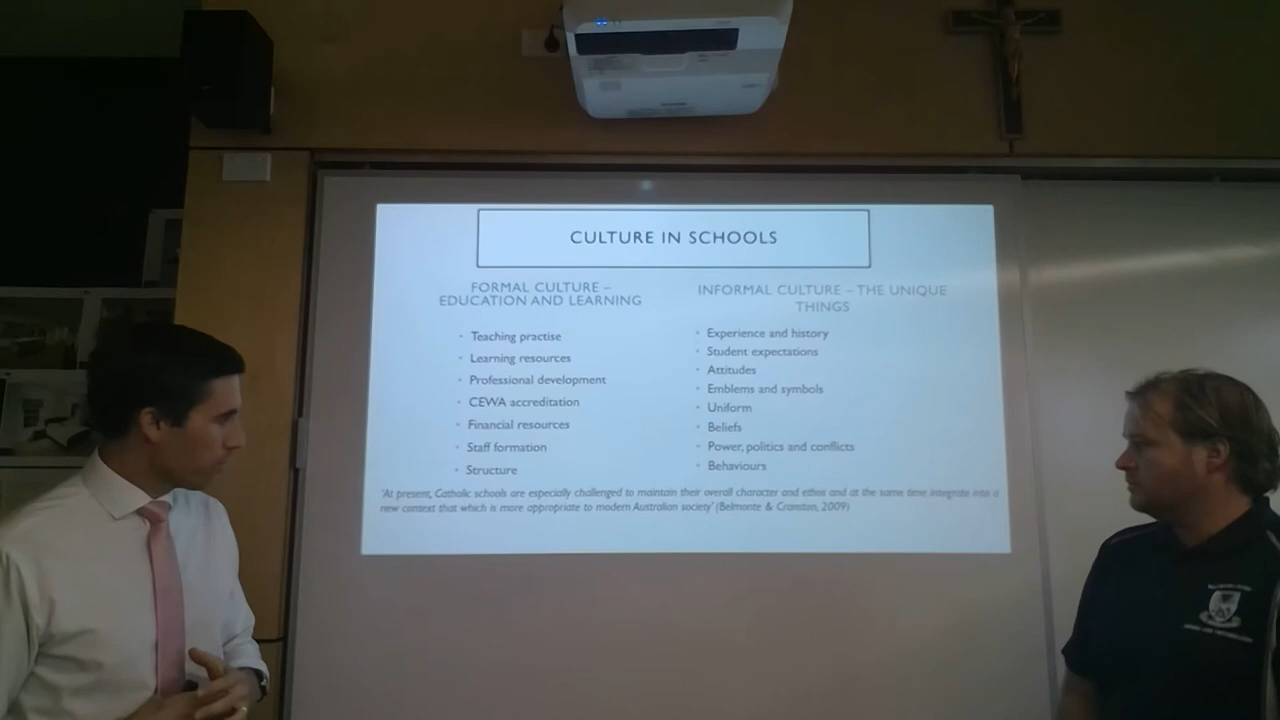 CULTURE IN SCHOOLS
FORMAL CULTURE –
EDUCATION AND LEARNING
• Teaching practise
• Learning resources
• Professional development
• CEWA accreditation
• Financial resources
• Staff formation
• Structure
INFORMAL CULTURE – THE UNIQUE
THINGS
• Experience and history
• Student expectations
• Attitudes
• Emblems and symbols
• Uniform
• Beliefs
• Power, politics and conflicts
• Behaviours
'At present, Catholic schools are especially challenged to maintain their overall character and ethos and at the same time integrate into a
new context that which is more appropriate to modern Australian society' (Belmonte & Cranston, 2009)